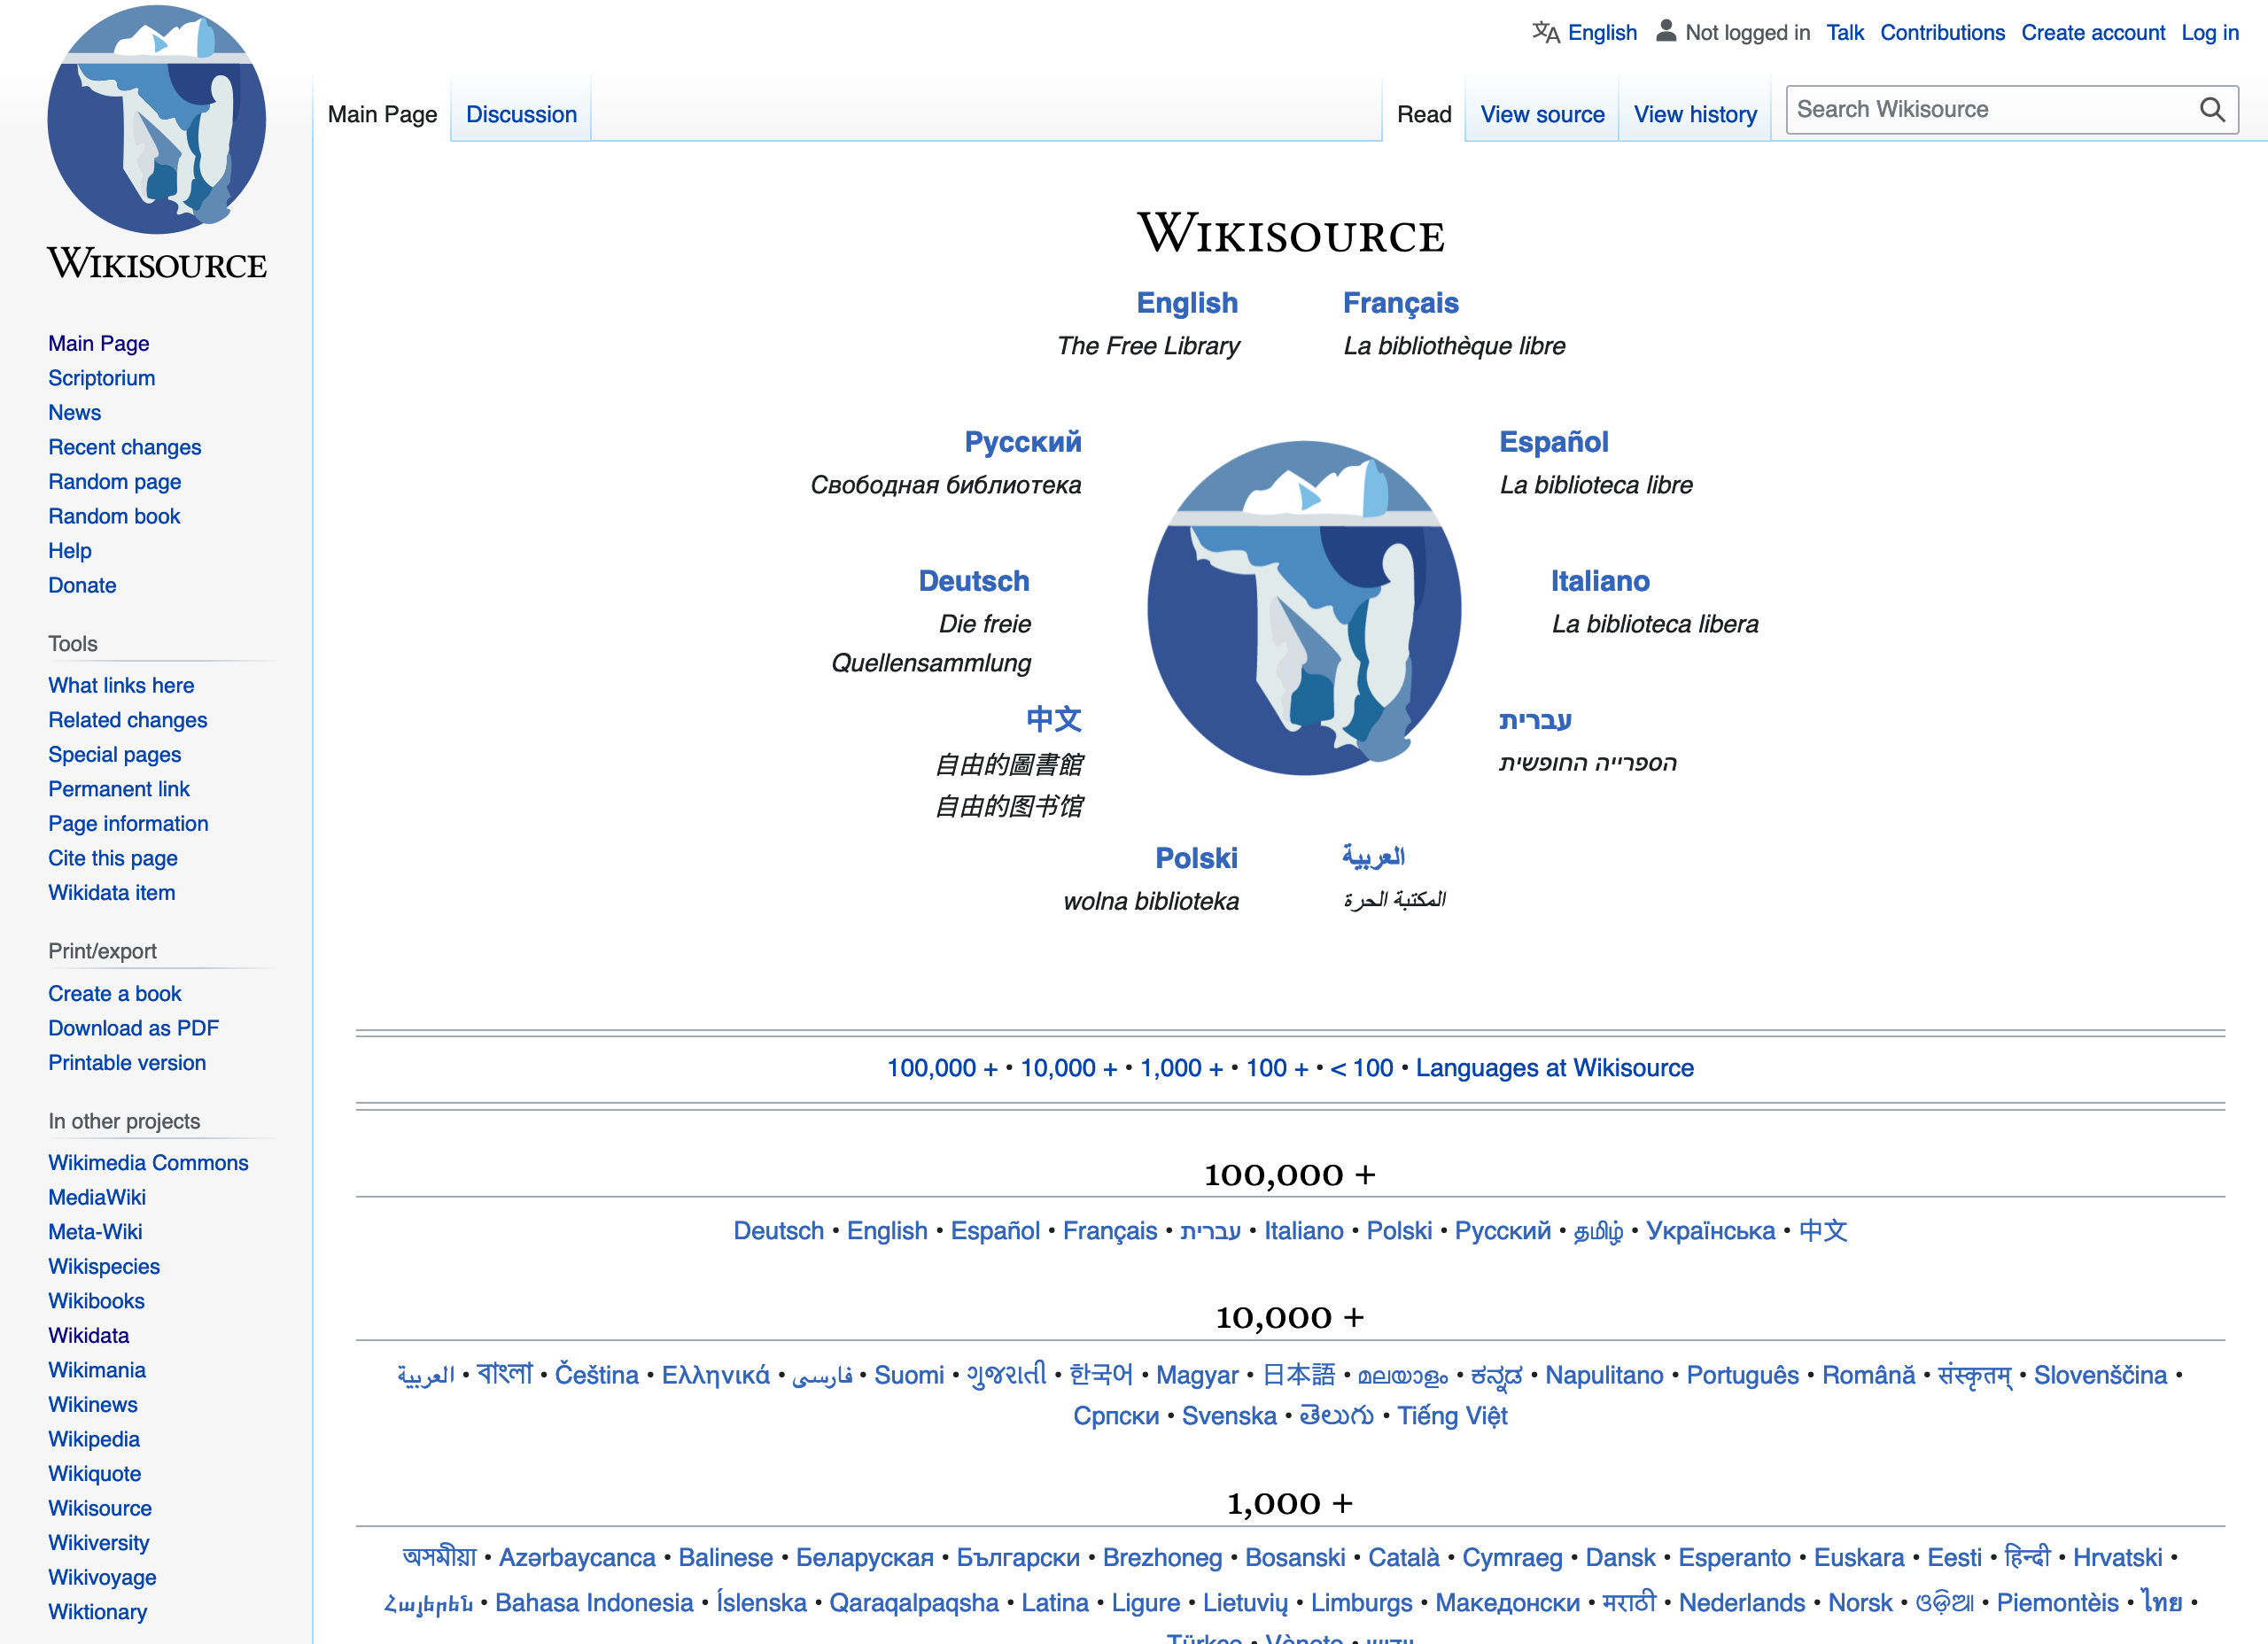 English Not logged in Talk Contributions Create account Log in
Main Page Discussion Read View source View history Search Wikisource
WIKISOURCE
Main Page
Scriptorium
News
Recent changes
Random page
Random book
Help
Donate
Tools
What links here
Related changes
Special pages
Permanent link
Page information
Cite this page
Wikidata item
Print/export
Create a book
Download as PDF
Printable version
In other projects
Wikimedia Commons
MediaWiki
Meta-Wiki
Wikispecies
Wikibooks
Wikidata
Wikimania
Wikinews
Wikipedia
Wikiquote
Wikisource
Wikiversity
Wikivoyage
Wiktionary
WIKISOURCE
English
The Free Library
Français
La bibliothèque libre
Русский
Свободная библиотека
Español
La biblioteca libre
Deutsch
Die freie
Quellensammlung
Italiano
La biblioteca libera
中文
自由的圖書館
自由的图书馆
עברית
הספרייה החופשית
Polski
wolna biblioteka
العربية
المكتبة الحرة
100,000 + • 10,000 + • 1,000 + • 100 + • < 100 • Languages at Wikisource
100,000 +
Deutsch • English • Español • Français • עברית • Italiano • Polski • Русский • தமிழ் • Українська • 中文
10,000 +
العربية • বাংলা • Čeština • Ελληνικά • فارسی • Suomi • ગુજરાતી • 한국어 • Magyar • 日本語 • മലയാളം • ಕನ್ನಡ • Napulitano • Português • Română • संस्कृतम् • Slovenščina •
Српски • Svenska • తెలుగు • Tiếng Việt
1,000 +
অসমীয়া • Azərbaycanca • Balinese • Беларуская • Български • Brezhoneg • Bosanski • Català • Cymraeg • Dansk • Esperanto • Euskara • Eesti • हिन्दी • Hrvatski •
Հայերեն • Bahasa Indonesia • Íslenska • Qaraqalpaqsha • Latina • Ligure • Lietuvių • Limburgs • Македонски • मराठी • Nederlands • Norsk • ଓଡ଼ିଆ • Piemontèis • ไทย •
Türkçe • Vèneto •